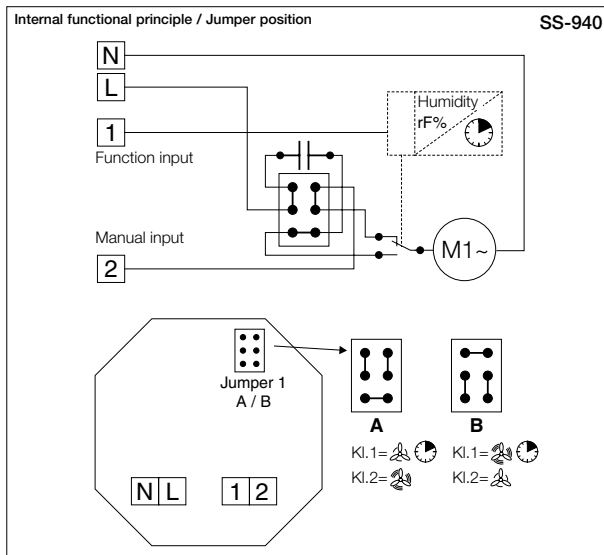 Internal functional principle / Jumper position
SS-940
N
L
1
Function input
Humidity
rF%
Manual input
2
M1~
Jumper 1
A / B
N L
1 2
A
B
Kl.1=
Kl.2=
Kl.1=
Kl.2=